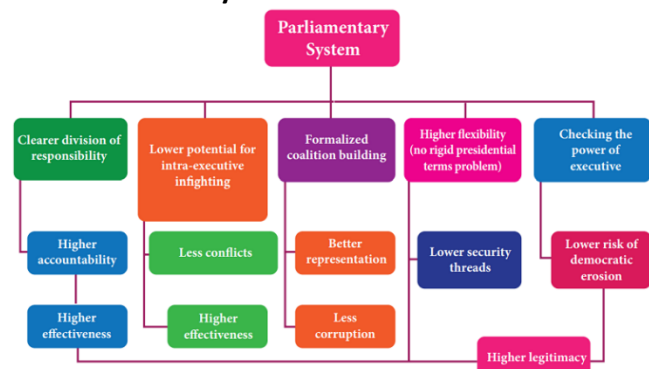 Parliamentary
System
Clearer division of
responsibility
Lower potential for
intra-executive
infighting
Formalized
coalition building
Higher flexibility
(no rigid presidential
terms problem)
Checking the
power of
executive
Higher
accountability
Less conflicts
Better
representation
Lower security
threads
Lower risk of
democratic
erosion
Higher
effectiveness
Higher
effectiveness
Less
corruption
Higher legitimacy